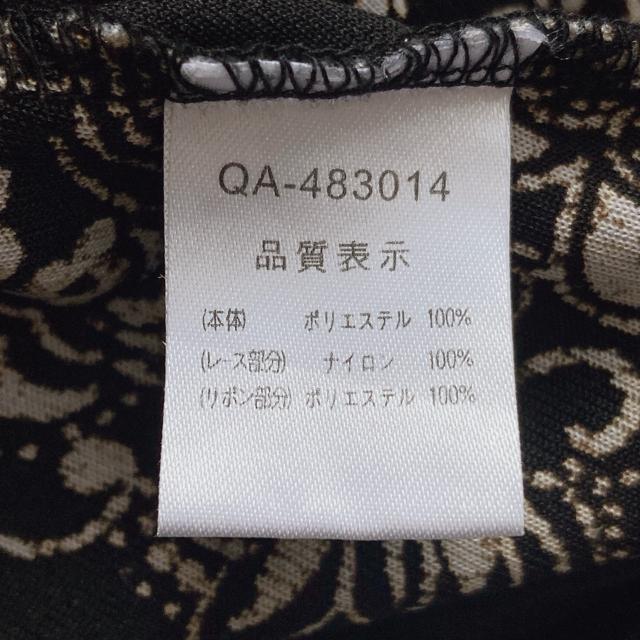 QA-483014
品質表示
(本体) ポリエステル 100%
(レース部分) ナイロン 100%
(リボン部分) ポリエステル 100%